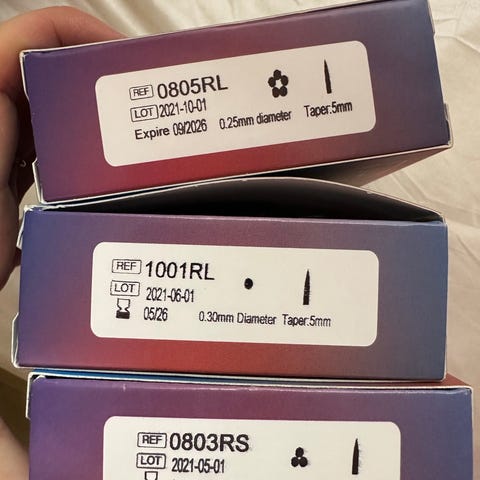 REF 0805RL
LOT 2021-10-01
Expire 09/2026 0.25mm diameter Taper:5mm
REF 1001RL
LOT 2021-06-01
05/26 0.30mm Diameter Taper:5mm
REF 0803RS
LOT 2021-05-01